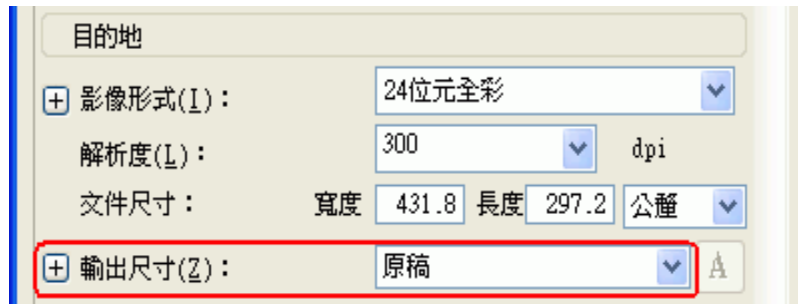 目的地
影像形式(I)： 24位元全彩
解析度(L)： 300 dpi
文件尺寸： 寬度 431.8 長度 297.2 公釐
輸出尺寸(Z)： 原稿 A